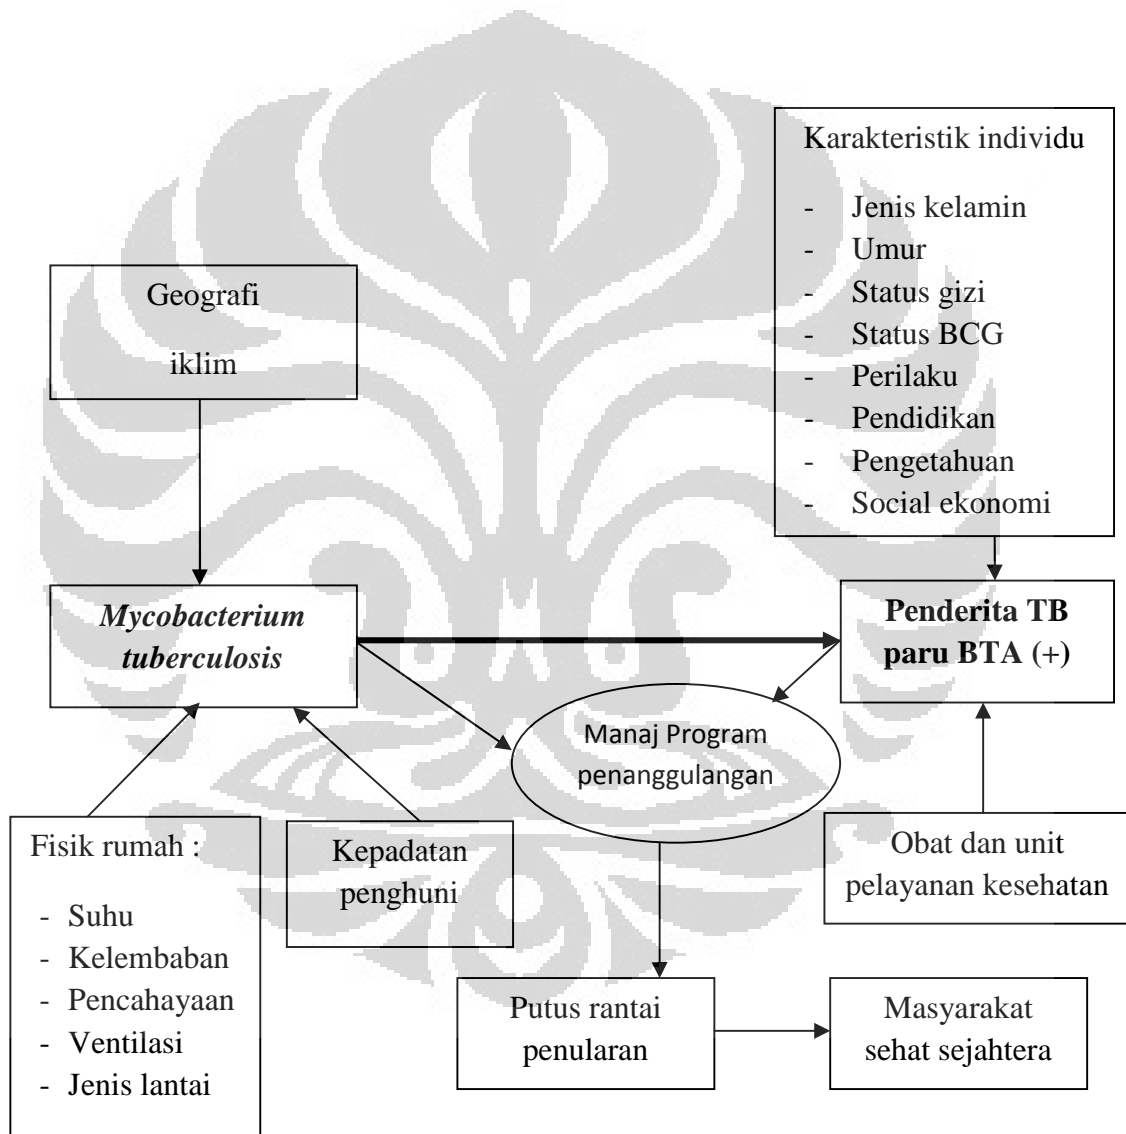 Karakteristik individu
- Jenis kelamin
- Umur
- Status gizi
- Status BCG
- Perilaku
- Pendidikan
- Pengetahuan
- Social ekonomi
Geografi
iklim
Mycobacterium
tuberculosis
Penderita TB
paru BTA (+)
Manaj Program
penanggulangan
Fisik rumah :
- Suhu
- Kelembaban
- Pencahayaan
- Ventilasi
- Jenis lantai
Kepadatan
penghuni
Obat dan unit
pelayanan kesehatan
Putus rantai
penularan
Masyarakat
sehat sejahtera